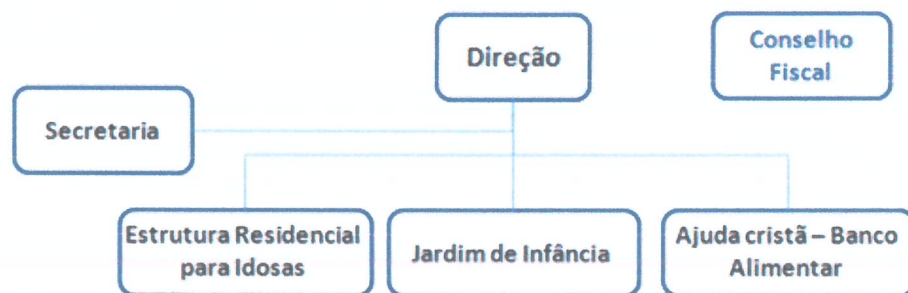 Direção
Conselho
Fiscal
Secretaria
Estrutura Residencial
para Idosas
Jardim de Infância
Ajuda cristã – Banco
Alimentar